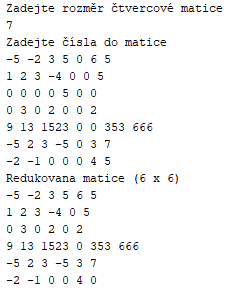 Zadejte rozměr čtvercové matice
7
Zadejte čísla do matice
-5 -2 3 5 0 6 5
1 2 3 -4 0 0 5
0 0 0 0 5 0 0
0 3 0 2 0 0 2
9 13 1523 0 0 353 666
-5 2 3 -5 0 3 7
-2 -1 0 0 0 4 5
Redukovana matice (6 x 6)
-5 -2 3 5 6 5
1 2 3 -4 0 5
0 3 0 2 0 2
9 13 1523 0 353 666
-5 2 3 -5 3 7
-2 -1 0 0 4 0